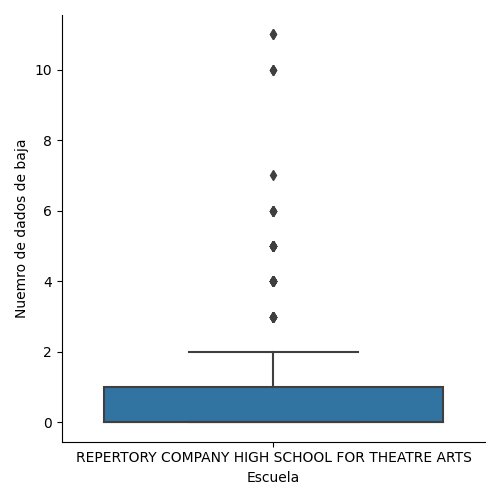 10
8
6
4
2
0
Nuemro de dados de baja
REPERTORY COMPANY HIGH SCHOOL FOR THEATRE ARTS
Escuela